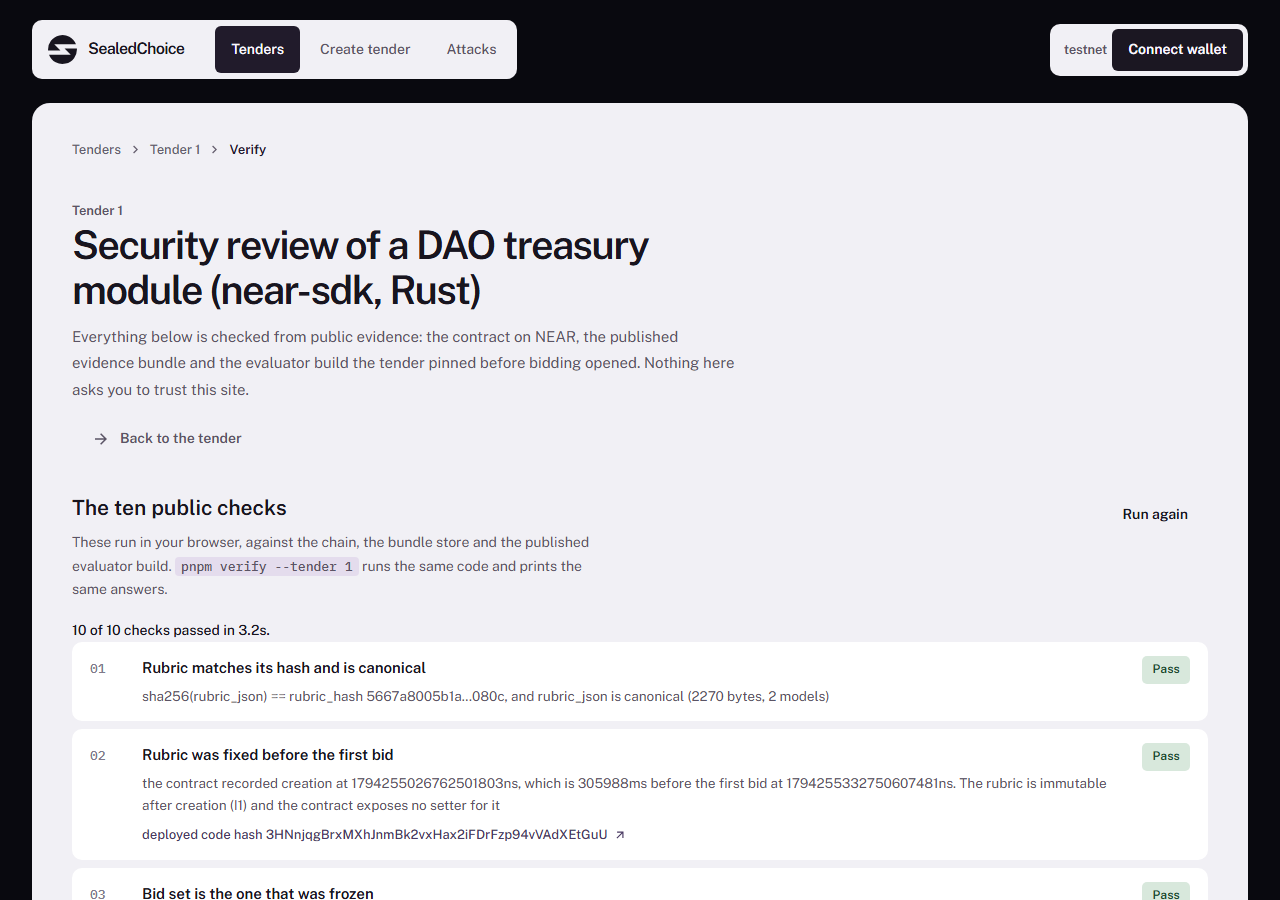 SealedChoice
Tenders
Create tender
Attacks
testnet
Connect wallet
Tenders > Tender 1 > Verify
Tender 1
Security review of a DAO treasury
module (near-sdk, Rust)
Everything below is checked from public evidence: the contract on NEAR, the published
evidence bundle and the evaluator build the tender pinned before bidding opened. Nothing here
asks you to trust this site.
→ Back to the tender
The ten public checks
Run again
These run in your browser, against the chain, the bundle store and the published
evaluator build. pnpm verify --tender 1 runs the same code and prints the
same answers.
10 of 10 checks passed in 3.2s.
01 Rubric matches its hash and is canonical Pass
sha256(rubric_json) == rubric_hash 5667a8005b1a…080c, and rubric_json is canonical (2270 bytes, 2 models)
02 Rubric was fixed before the first bid Pass
the contract recorded creation at 1794255026762501803ns, which is 305988ms before the first bid at 1794255332750607481ns. The rubric is immutable
after creation (I1) and the contract exposes no setter for it
deployed code hash 3HNnjqgBrxMXhJnmBk2vxHax2iFDrFzp94vVAdXEtGuU ↗
03 Bid set is the one that was frozen Pass